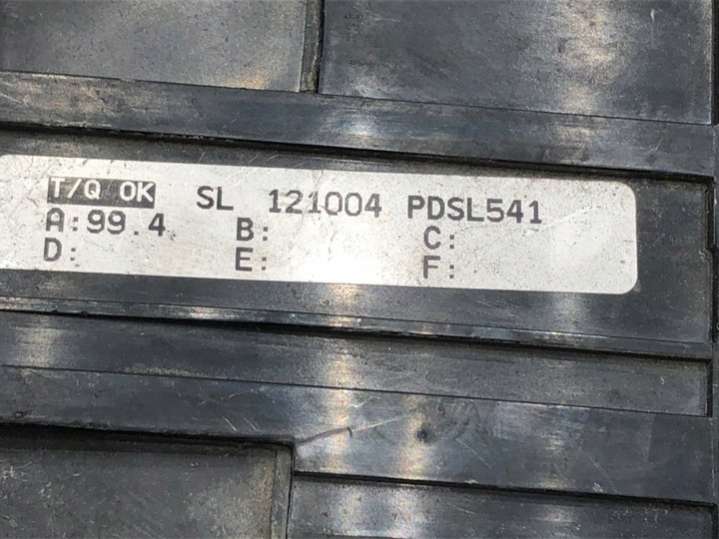 T/Q OK SL 121004 PDSL541
A:99.4 B: C:
D: E: F: